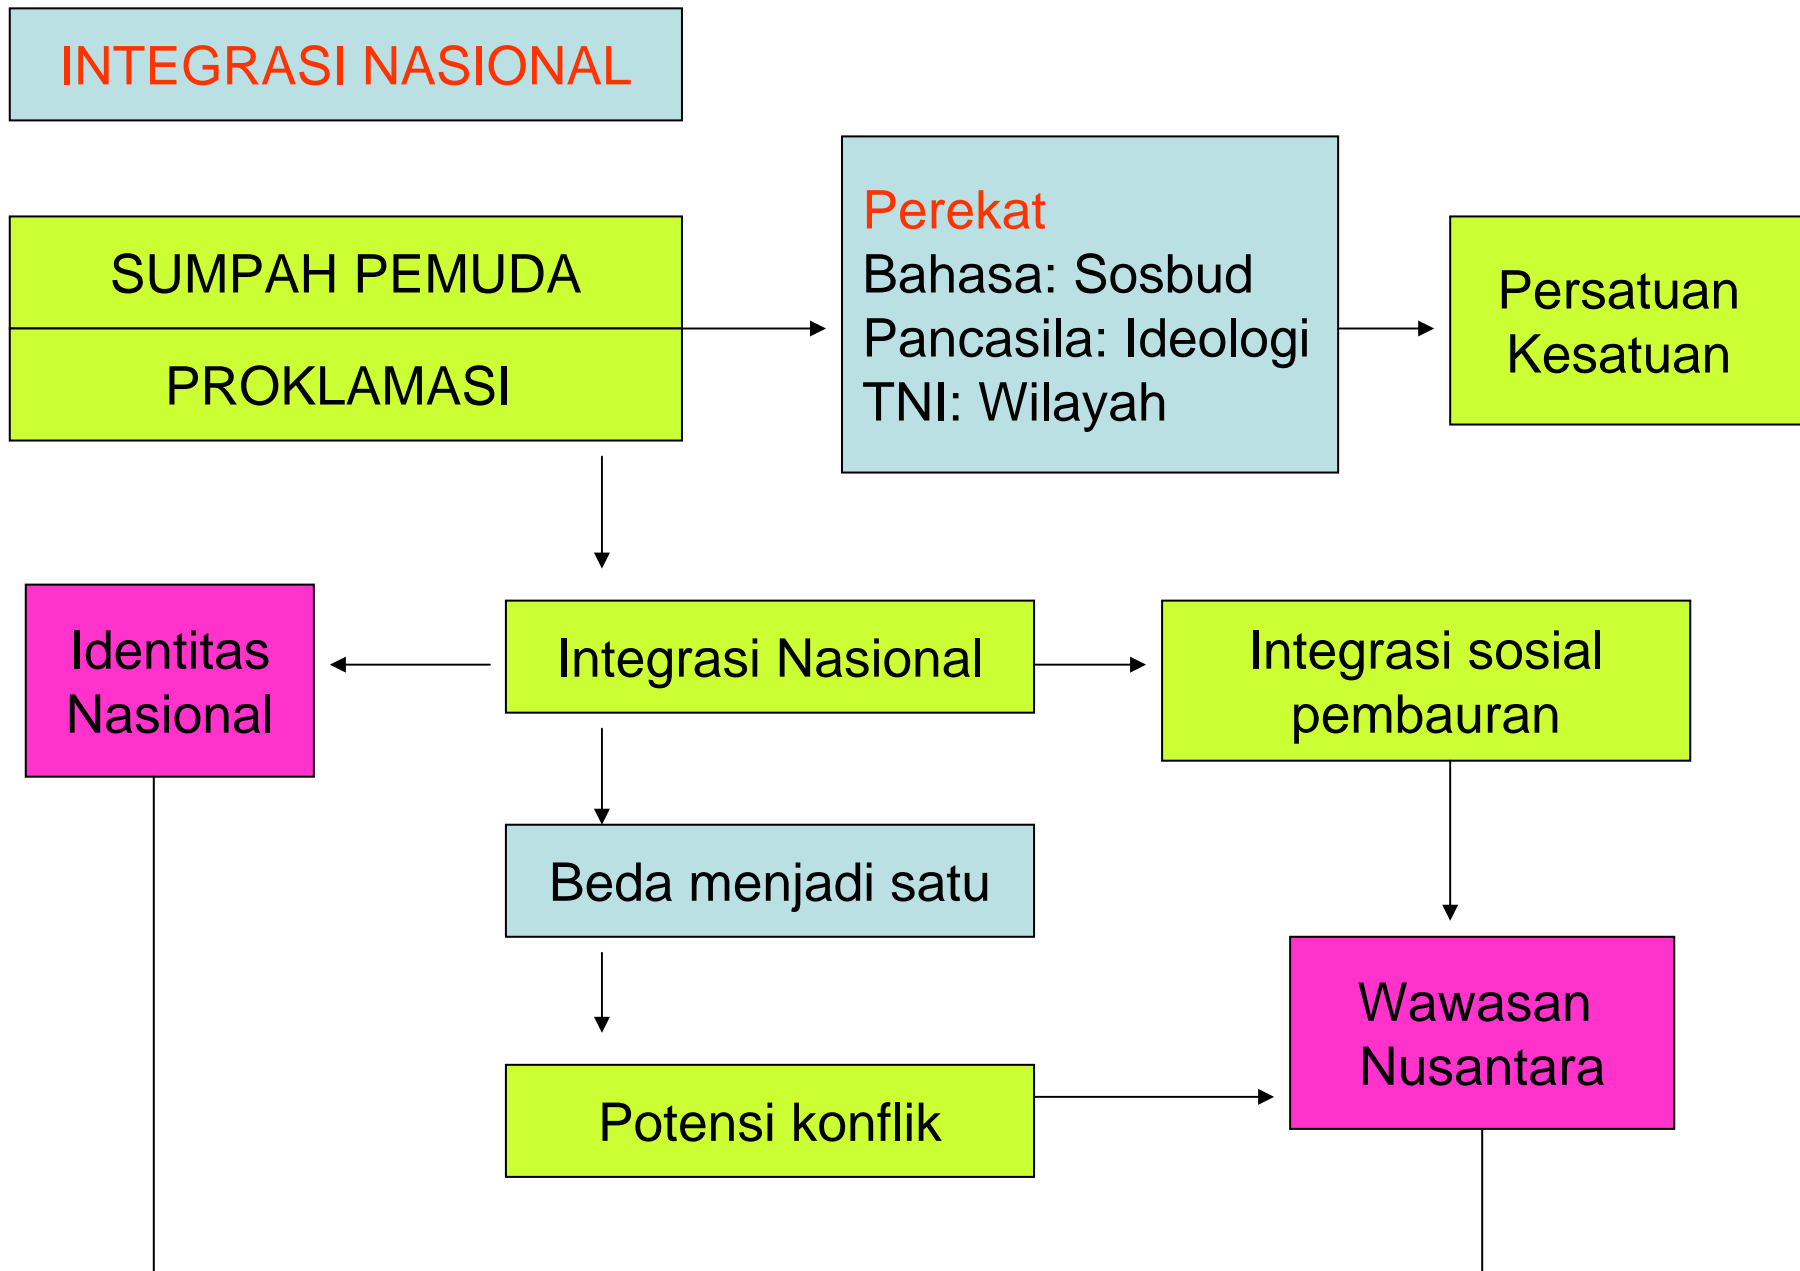 INTEGRASI NASIONAL
SUMPAH PEMUDA
PROKLAMASI
Perekat
Bahasa: Sosbud
Pancasila: Ideologi
TNI: Wilayah
Persatuan
Kesatuan
Identitas
Nasional
Integrasi Nasional
Integrasi sosial
pembauran
Beda menjadi satu
Potensi konflik
Wawasan
Nusantara